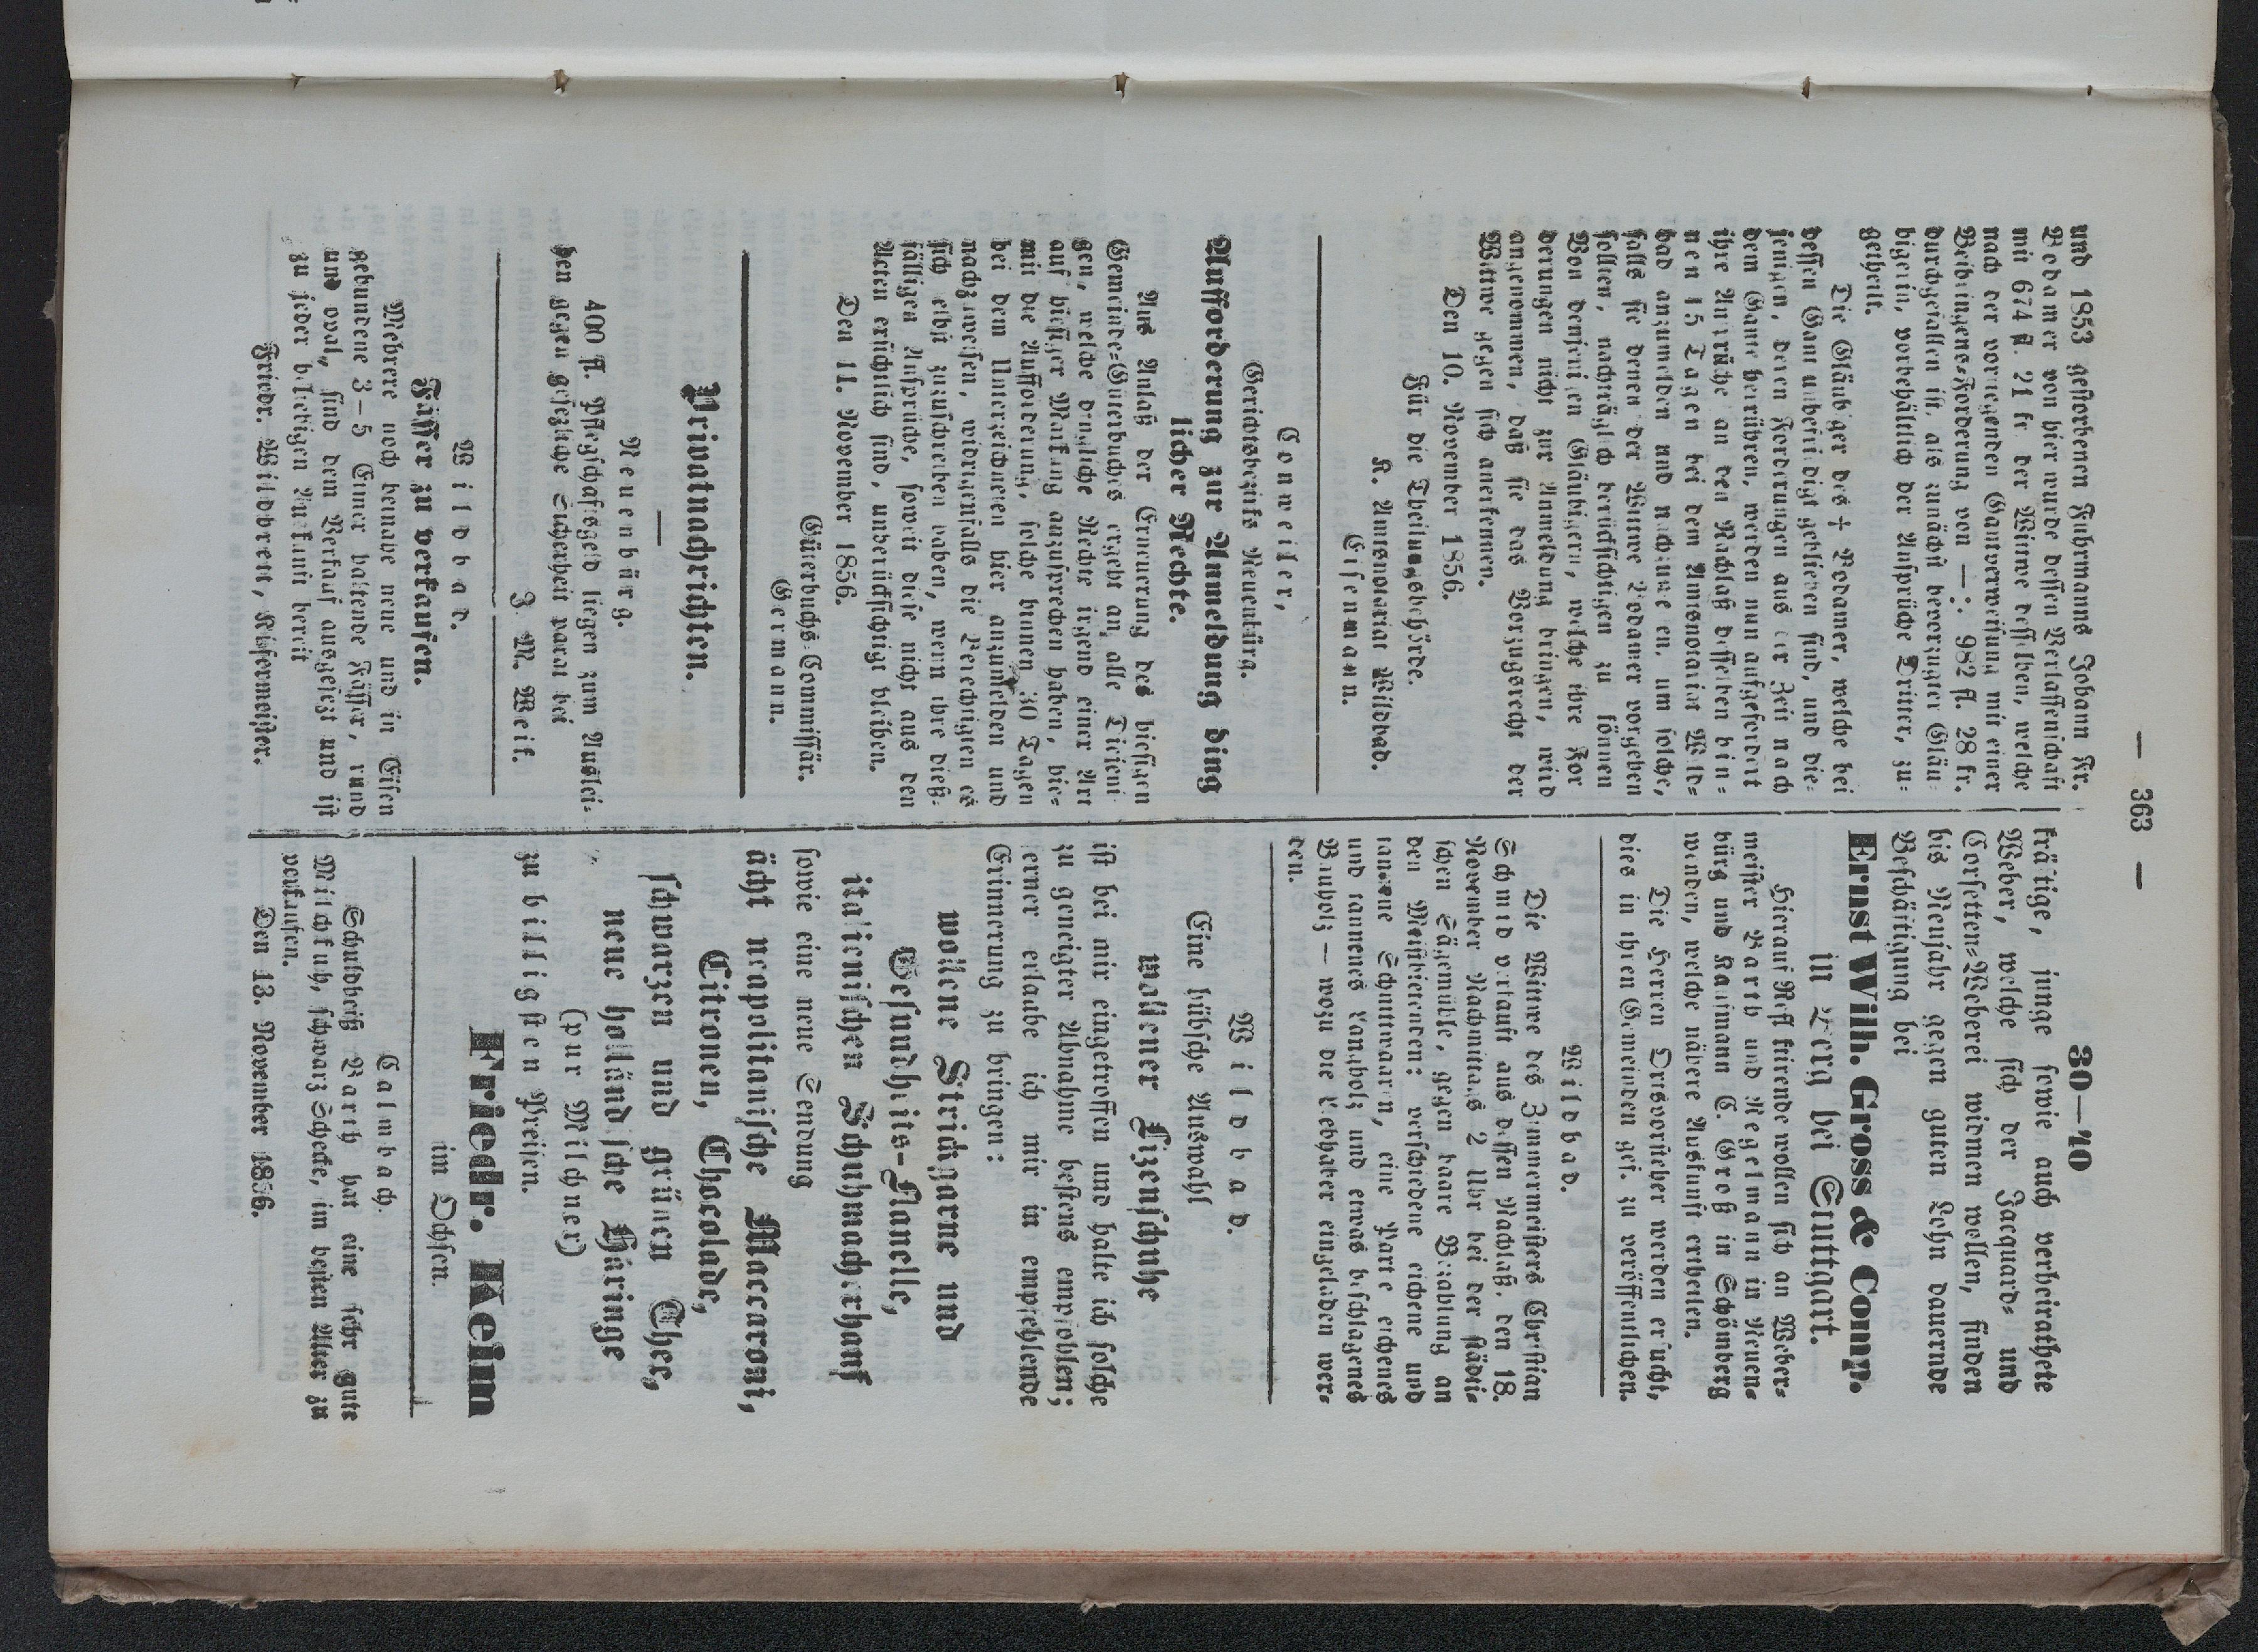 — 363 —
und 1853 gestorbenen Fuhrmanns Johann Fr.
Bodamer von hier wurde dessen Verlassenschaft
mit 674 fl. 21 kr der Wittwe desselben, welche
nach der vorliegenden Gantverweisung mit einer
Beibringens-Forderung von —: 982 fl. 28 kr.
durchgefallen ist, als zunächst bevorzugter Gläu-
bigerin, vorbehältlich der Ansprüche Dritter, zu-
getheilt.
Die Gläubiger des † Bodamer, welche bei
dessen Gant unbefriedigt geblieben sind, und die-
jenigen, deren Forderungen aus der Zeit nach
dem Gante herrühren, werden nun aufgefordert
ihre Ansprüche an den Nachlaß desselben bin-
nen 15 Tagen bei dem Amtsnotariat Wild-
bad anzumelden und nachzuweisen, um solche,
falls sie denen der Wittwe Bodamer vorgehen
sollten, nachträglich berücksichtigen zu können
Von denjenigen Gläubigern, welche ihre For
derungen nicht zur Anmeldung bringen, wird
angenommen, daß sie das Vorzugsrecht der
Wittwe gegen sich anerkennen.
Den 10. November 1856.
Für die Theilungsbehörde.
K. Amtsnotariat Wildbad.
Eisenmann.
Conweiler,
Gerichtsbezirks Neuenbürg.
Aufforderung zur Anmeldung ding
licher Rechte.
Aus Anlaß der Erneuerung des hiesigen
Gemeinde-Güterbuchs ergeht an alle Diejeni
gen, welche dingliche Rechte irgend einer Art
auf hiesiger Markung anzusprechen haben, hie-
mit die Aufforderung, solche binnen 30 Tagen
bei dem Unterzeichneten hier anzumelden und
nachzuweisen, widrigenfalls die Berechtigten es
sich selbst zuzuschreiben haben, wenn ihre dieß-
fälligen Ansprüche, soweit diese nicht aus den
Acten ersichtlich sind, unberücksichtigt bleiben.
Den 11. November 1856.
Güterbuchs-Commissär.
Germann.
Privatnachrichten.
Neuenbürg.
400 fl. Pflegschaftsgeld liegen zum Auslei-
hen gegen gesetzliche Sicherheit parat bei
J. M. Weik.
Wildbad.
Fässer zu verkaufen.
Mehrere noch beinahe neue und in Eisen
gebundene 3—5 Eimer haltende Fässer, rund
und oval, sind dem Verkauf ausgesetzt und ist
zu jeder beliebigen Auskunft bereit
Friedr. Wildbrett, Küfermeister.
30—40
kräftige, junge sowie auch verheirathete
Weber, welche sich der Jacquard- und
Corsetten-Weberei widmen wollen, finden
bis Neujahr gegen guten Lohn dauernde
Beschäftigung bei
Ernst Wilh. Gross & Comp.
in Berg bei Stuttgart.
Hierauf Reflektirende wollen sich an Weber-
meister Barth und Regelmann in Neuen-
bürg und Kaufmann C. Groß in Schömberg
wenden, welche nähere Auskunft ertheilen.
Die Herren Ortsvorsteher werden ersucht,
dies in ihren Gemeinden gef. zu veröffentlichen.
Wildbad.
Die Wittwe des Zimmermeisters Christian
Schmid verkauft aus dessen Nachlaß, den 18.
November Nachmittags 2 Uhr bei der städti-
schen Sägemühle, gegen baare Bezahlung an
den Meistbietenden: verschiedene eichene und
tannene Schnittwaaren, eine Partie eichenes
und tannenes Langholz und etwas beschlagenes
Bauholz — wozu die Liebhaber eingeladen wer-
den.
Wildbad.
Eine hübsche Auswahl
wollener Lizenschuhe
ist bei mir eingetroffen und halte ich solche
zu geneigter Abnahme bestens empfohlen;
ferner erlaube ich mir in empfehlende
Erinnerung zu bringen:
wollene Strickgarne und
Gesundheits-Flanelle,
italienischen Schuhmacherhanf
sowie eine neue Sendung
ächt neapolitanische Maccaroni,
Citronen, Chocolade,
schwarzen und grünen Thee,
neue holländische Häringe
(pur Milchner)
zu billigsten Preisen.
Friedr. Keim
im Ochsen.
Calmbach.
Schuldheiß Barth hat eine sehr gute
Milchkuh, schwarz Schecke, im besten Alter zu
verkaufen.
Den 13. November 1856.